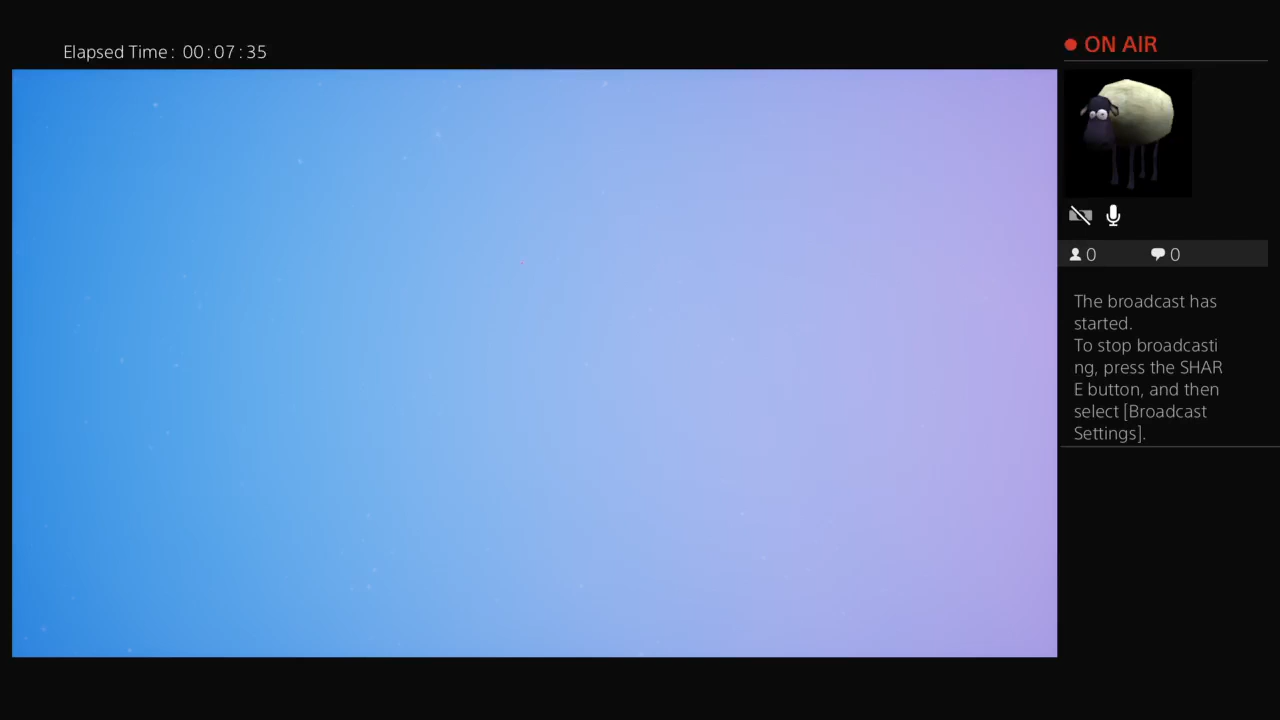 Elapsed Time: 00:07:35
ON AIR
0 0
The broadcast has
started.
To stop broadcasti
ng, press the SHAR
E button, and then
select [Broadcast
Settings].